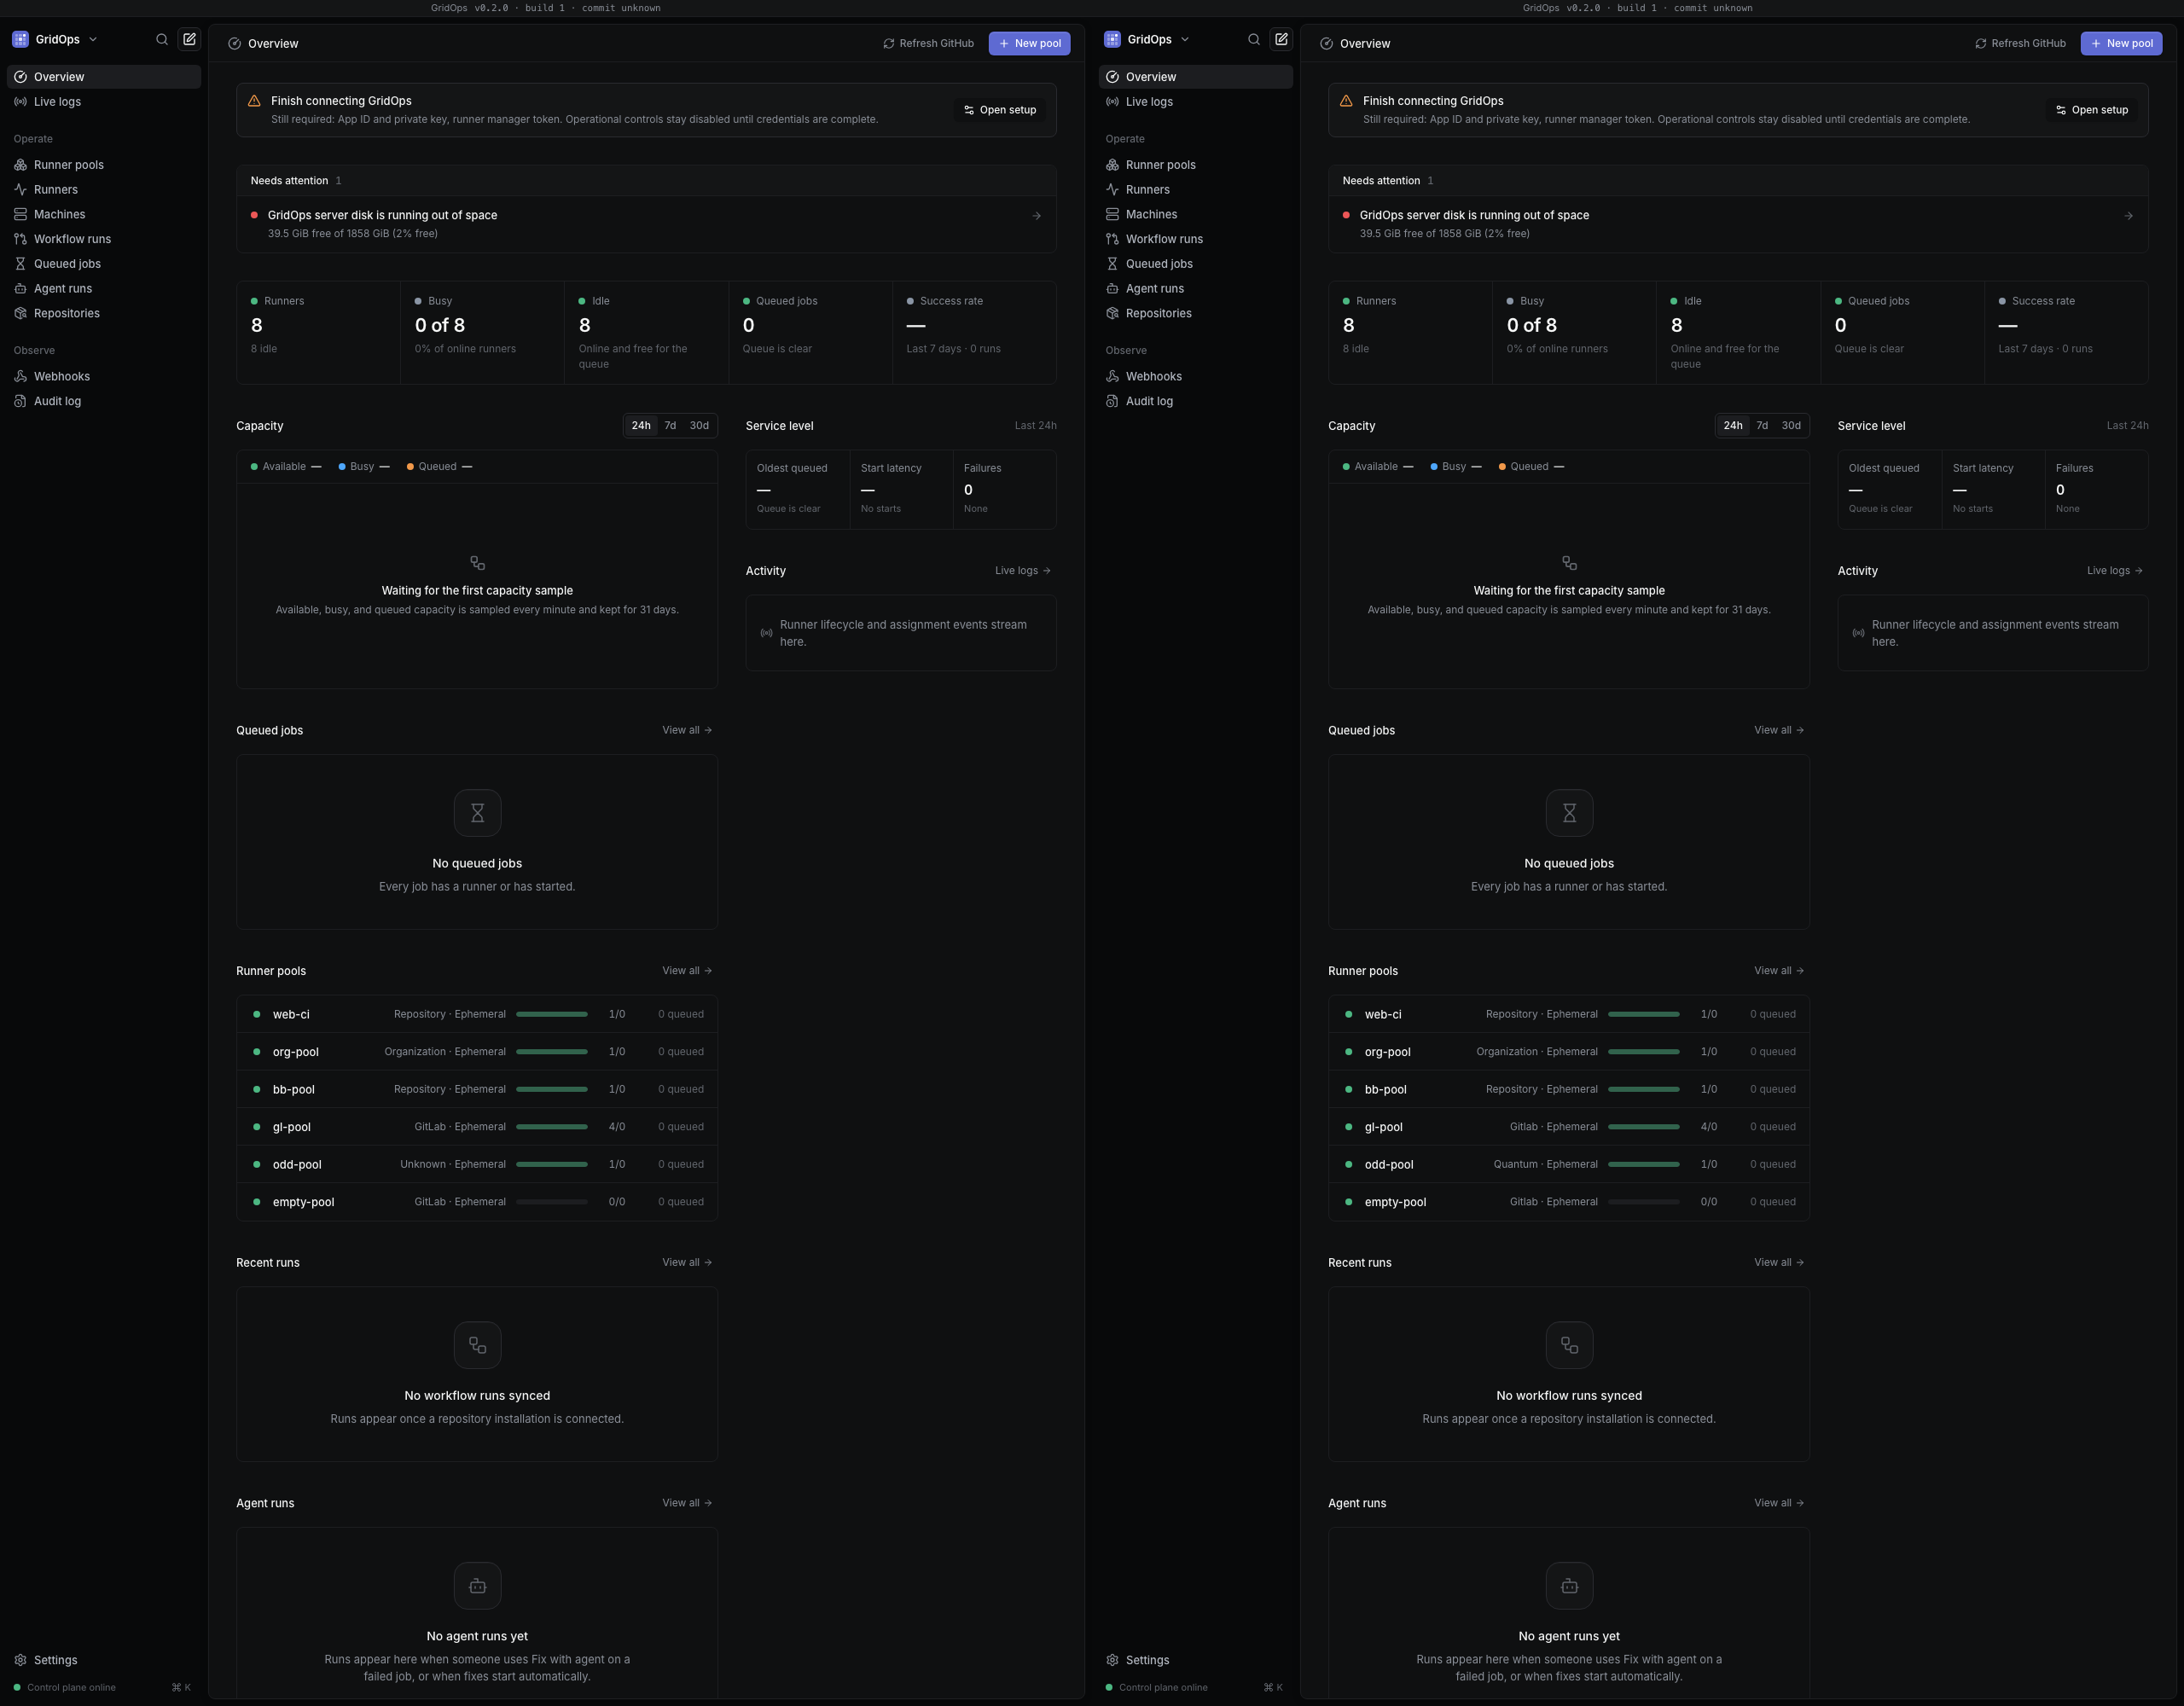 GridOps v0.2.0 · build 1 · commit unknown
GridOps
Overview
Live logs
Operate
Runner pools
Runners
Machines
Workflow runs
Queued jobs
Agent runs
Repositories
Observe
Webhooks
Audit log
Settings
Control plane online ⌘ K
Overview
Refresh GitHub
+ New pool
Finish connecting GridOps
Still required: App ID and private key, runner manager token. Operational controls stay disabled until credentials are complete.
Open setup
Needs attention 1
GridOps server disk is running out of space
39.5 GiB free of 1858 GiB (2% free)
Runners
8
8 idle
Busy
0 of 8
0% of online runners
Idle
8
Online and free for the
queue
Queued jobs
0
Queue is clear
Success rate
—
Last 7 days · 0 runs
Capacity
24h 7d 30d
Available — Busy — Queued —
Waiting for the first capacity sample
Available, busy, and queued capacity is sampled every minute and kept for 31 days.
Service level Last 24h
Oldest queued
—
Queue is clear
Start latency
—
No starts
Failures
0
None
Activity Live logs →
Runner lifecycle and assignment events stream
here.
Queued jobs View all →
No queued jobs
Every job has a runner or has started.
Runner pools View all →
web-ci Repository · Ephemeral 1/0 0 queued
org-pool Organization · Ephemeral 1/0 0 queued
bb-pool Repository · Ephemeral 1/0 0 queued
gl-pool GitLab · Ephemeral 4/0 0 queued
odd-pool Unknown · Ephemeral 1/0 0 queued
empty-pool GitLab · Ephemeral 0/0 0 queued
Recent runs View all →
No workflow runs synced
Runs appear once a repository installation is connected.
Agent runs View all →
No agent runs yet
Runs appear here when someone uses Fix with agent on a
failed job, or when fixes start automatically.
GridOps v0.2.0 · build 1 · commit unknown
GridOps
Overview
Live logs
Operate
Runner pools
Runners
Machines
Workflow runs
Queued jobs
Agent runs
Repositories
Observe
Webhooks
Audit log
Settings
Control plane online ⌘ K
Overview
Refresh GitHub
+ New pool
Finish connecting GridOps
Still required: App ID and private key, runner manager token. Operational controls stay disabled until credentials are complete.
Open setup
Needs attention 1
GridOps server disk is running out of space
39.5 GiB free of 1858 GiB (2% free)
Runners
8
8 idle
Busy
0 of 8
0% of online runners
Idle
8
Online and free for the
queue
Queued jobs
0
Queue is clear
Success rate
—
Last 7 days · 0 runs
Capacity
24h 7d 30d
Available — Busy — Queued —
Waiting for the first capacity sample
Available, busy, and queued capacity is sampled every minute and kept for 31 days.
Service level Last 24h
Oldest queued
—
Queue is clear
Start latency
—
No starts
Failures
0
None
Activity Live logs →
Runner lifecycle and assignment events stream
here.
Queued jobs View all →
No queued jobs
Every job has a runner or has started.
Runner pools View all →
web-ci Repository · Ephemeral 1/0 0 queued
org-pool Organization · Ephemeral 1/0 0 queued
bb-pool Repository · Ephemeral 1/0 0 queued
gl-pool Gitlab · Ephemeral 4/0 0 queued
odd-pool Quantum · Ephemeral 1/0 0 queued
empty-pool Gitlab · Ephemeral 0/0 0 queued
Recent runs View all →
No workflow runs synced
Runs appear once a repository installation is connected.
Agent runs View all →
No agent runs yet
Runs appear here when someone uses Fix with agent on a
failed job, or when fixes start automatically.